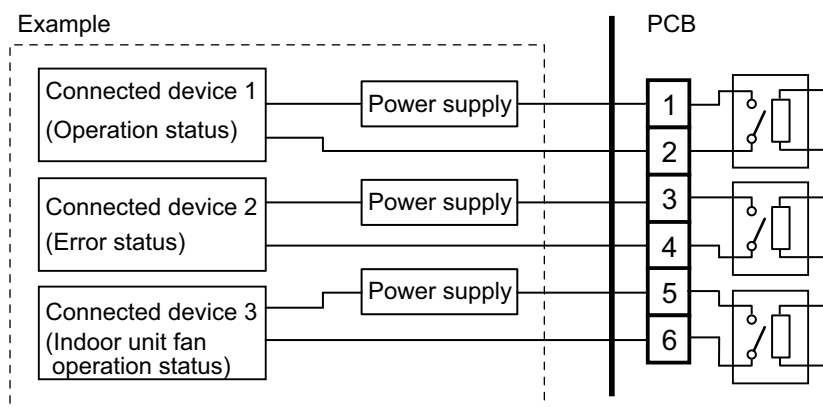 Example
PCB
Connected device 1
(Operation status)
Power supply
1
2
Connected device 2
(Error status)
Power supply
3
4
Connected device 3
(Indoor unit fan
operation status)
Power supply
5
6